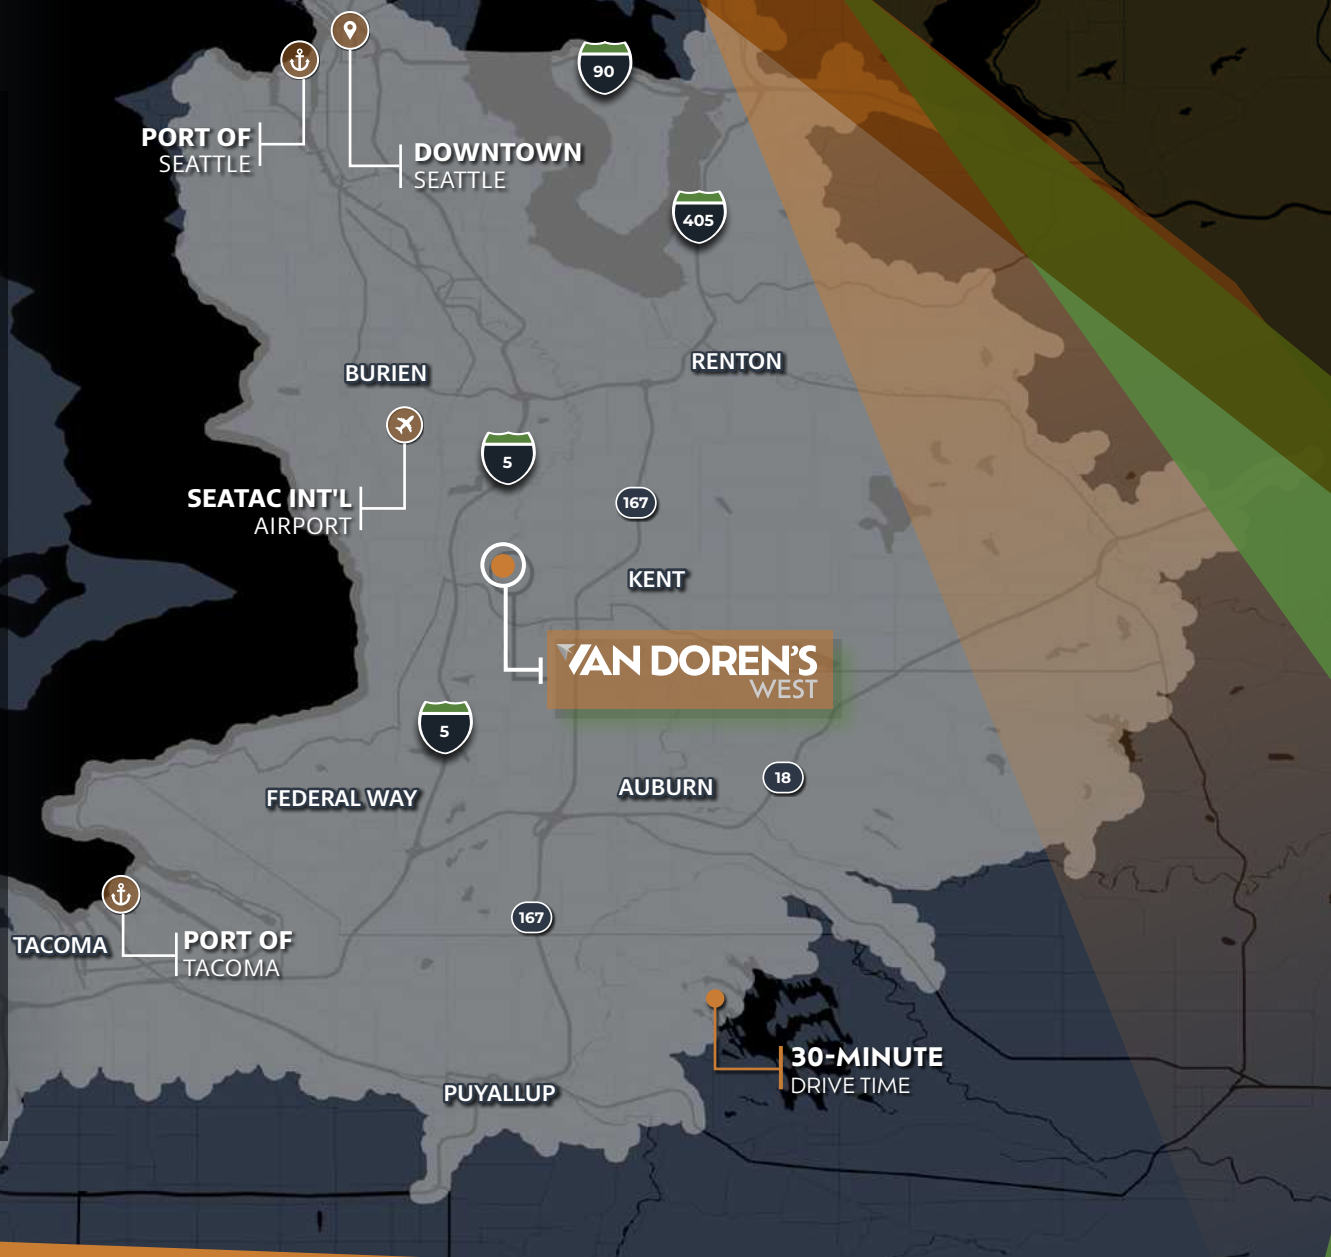 90
PORT OF
SEATTLE
DOWNTOWN
SEATTLE
405
RENTON
BURIEN
5
SEATAC INT'L
AIRPORT
167
KENT
VAN DOREN'S
WEST
5
FEDERAL WAY
AUBURN
18
167
TACOMA
PORT OF
TACOMA
30-MINUTE
DRIVE TIME
PUYALLUP